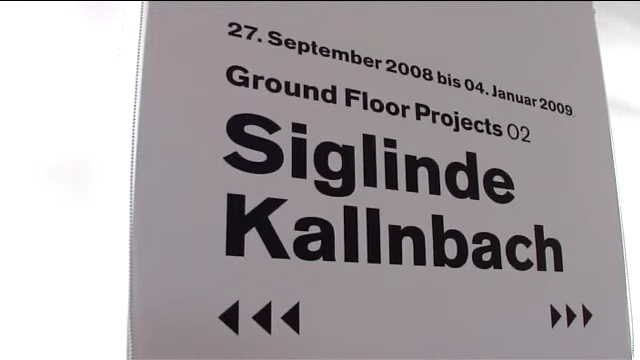 27. September 2008 bis 04. Januar 2009
Ground Floor Projects 02
Siglinde
Kallnbach